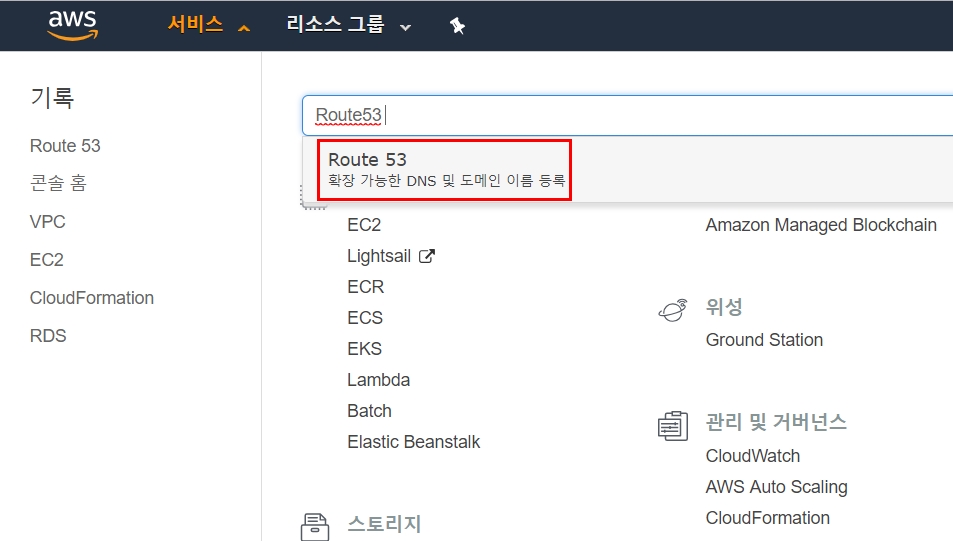 aws 서비스 리소스 그룹
기록
Route 53
콘솔 홈
VPC
EC2
CloudFormation
RDS
Route53
Route 53
확장 가능한 DNS 및 도메인 이름 등록
EC2
Lightsail
ECR
ECS
EKS
Lambda
Batch
Elastic Beanstalk
스토리지
Amazon Managed Blockchain
위성
Ground Station
관리 및 거버넌스
CloudWatch
AWS Auto Scaling
CloudFormation